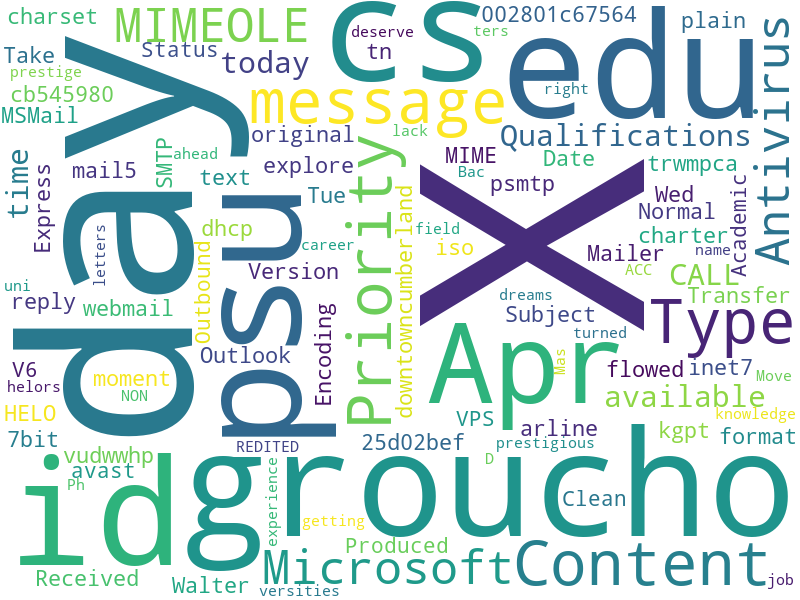 charset
MIMEOLE
cs
deserve
ters
002801c67564
plain
Take
Status
tn
edu
Antivirus
prestige
today
cb545980
message
right
MSMail
day
original
lack
Qualifications
time
Express
mail5
SMTP
ahead
explore
Priority
MIME
Date
trwmpca
text
Bac
psmtp
Tue
X
Wed
Academic
letters
dhcp
psu
downtowncumberland
field
Normal
Outbound
career
iso
Mailer
charter
name
Version
ACC
CALL
uni
reply
webmail
dreams
Transfer
Encoding
Subject
Type
Outlook
Apr
turned
V6
moment
Mas
flowed
inet7
Move
helors
NON
available
HELO
VPS
knowledge
7bit
REDITED
25d02bef
arline
prestigious
kgpt
format
vudwwhp
id
avast
groucho
D
Ph
experience
Clean
getting
Produced
Received
Walter
Microsoft
Content
versities
job